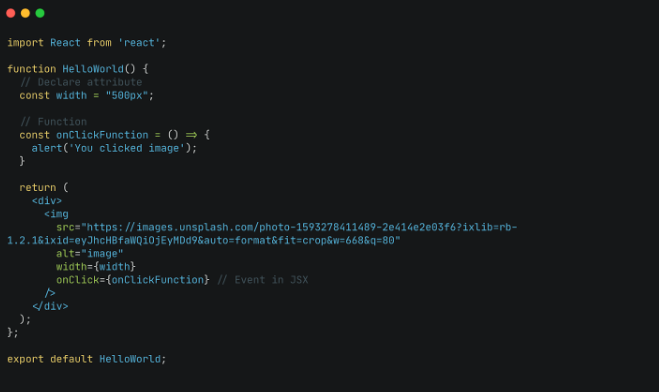 import React from 'react';
function HelloWorld() {
// Declare attribute
const width = "500px";
// Function
const onClickFunction = () => {
alert('You clicked image');
}
return (
<div>
<img
src="https://images.unsplash.com/photo-1593278411489-2e414e2e03f6?ixlib=rb-
1.2.1&ixid=eyJhcHBfaWQiOjEyMDd9&auto=format&fit=crop&w=668&q=80"
alt="image"
width={width}
onClick={onClickFunction} // Event in JSX
/>
</div>
);
};
export default HelloWorld;